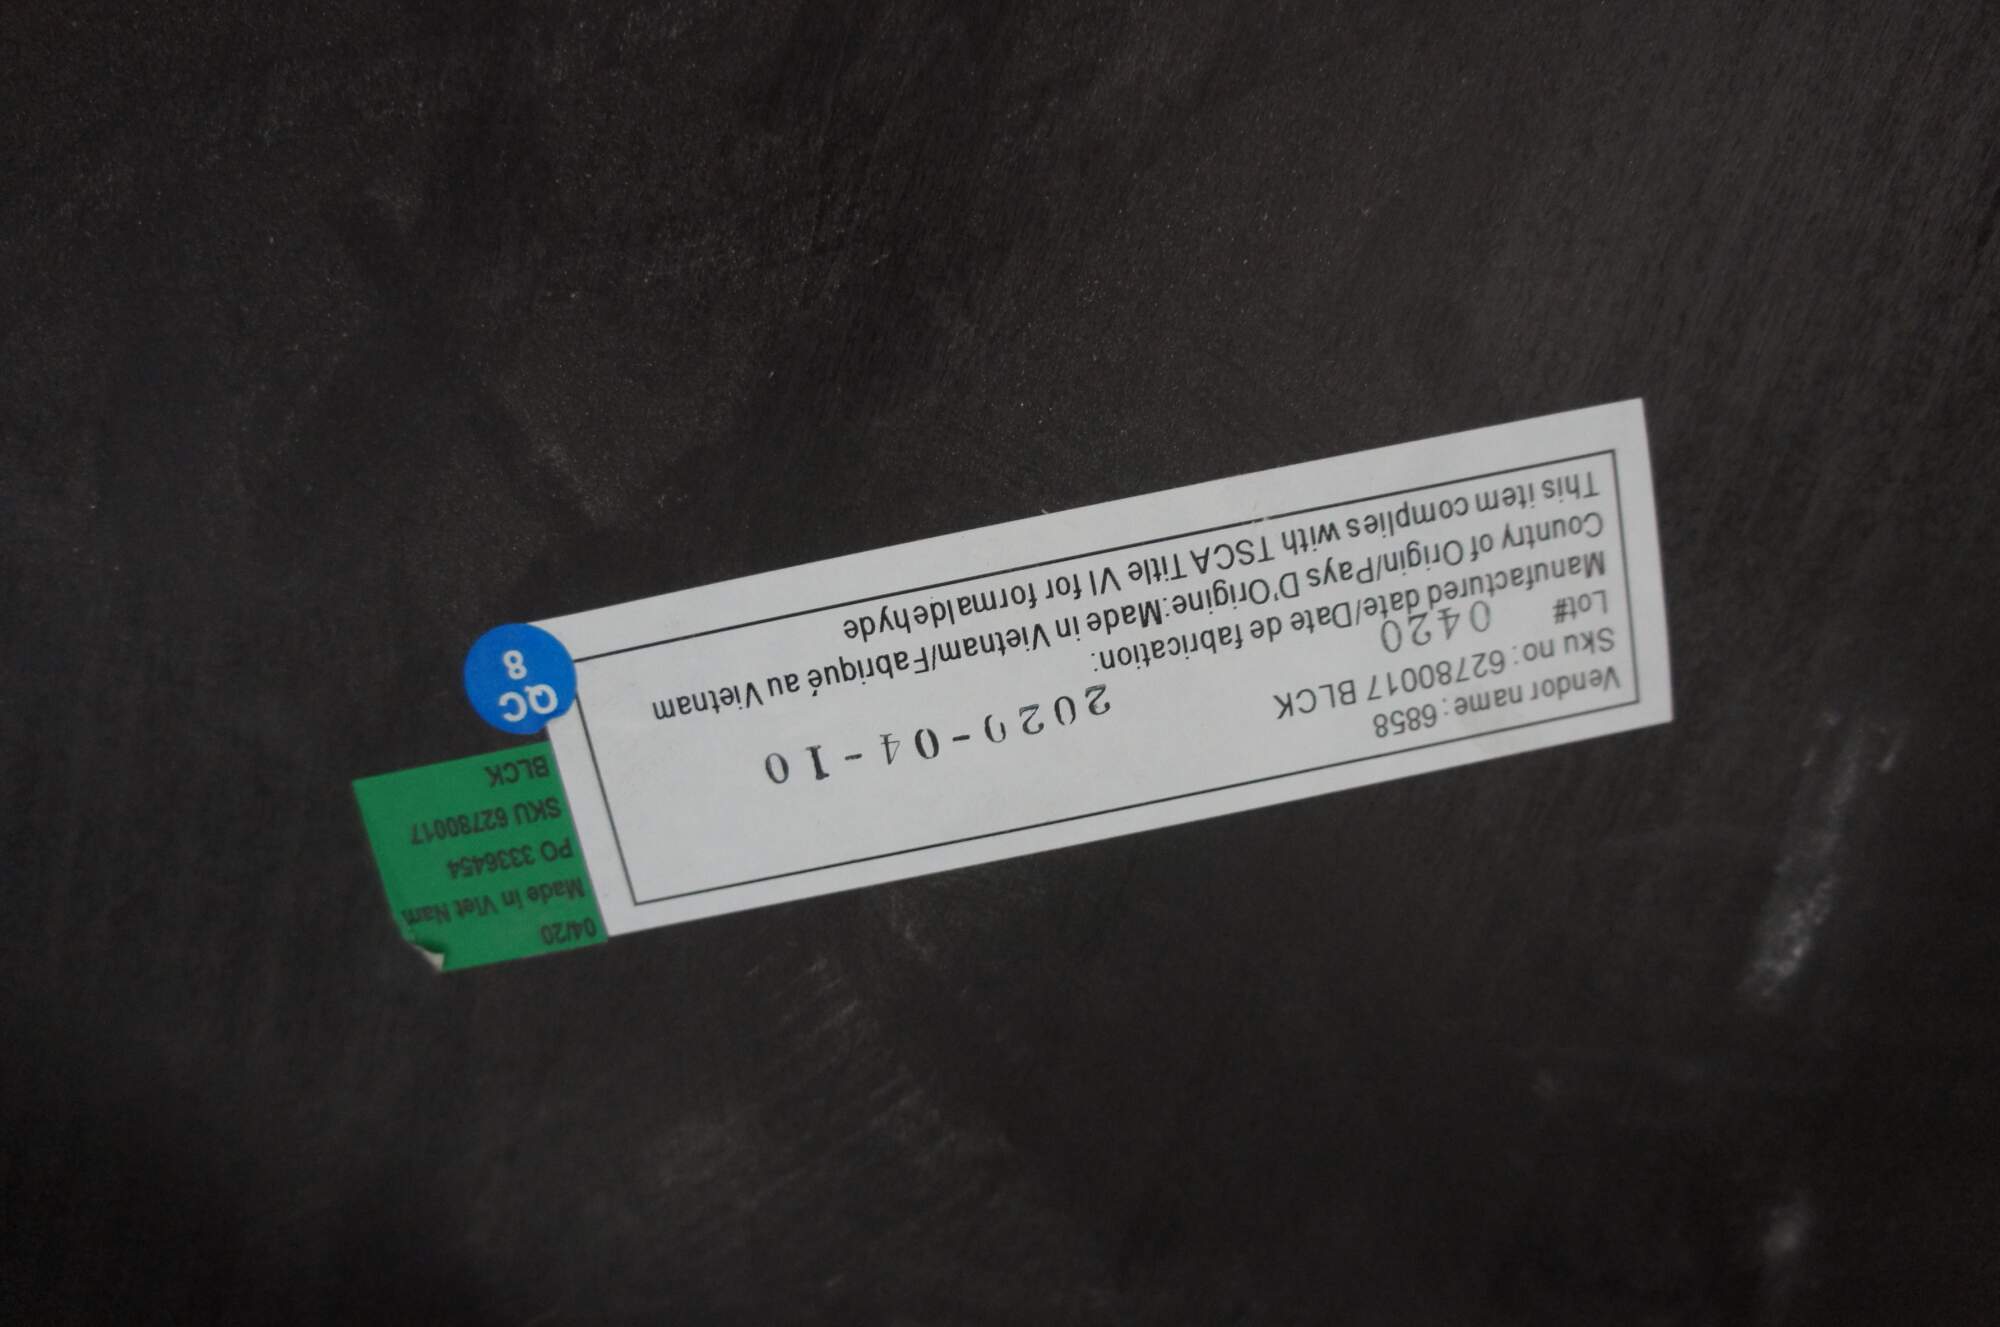 Vendor name : 6858
Sku no : 62780017 BLCK
Lot# 0420
Manufactured date/Date de fabrication: 2020-04-10
Country of Origin/Pays D'Origine:Made in Vietnam/Fabriqué au Vietnam
This item complies with TSCA Title VI for formaldehyde
QC
8
04/20
Made in Viet Nam
PO 3336454
SKU 62780017
BLCK